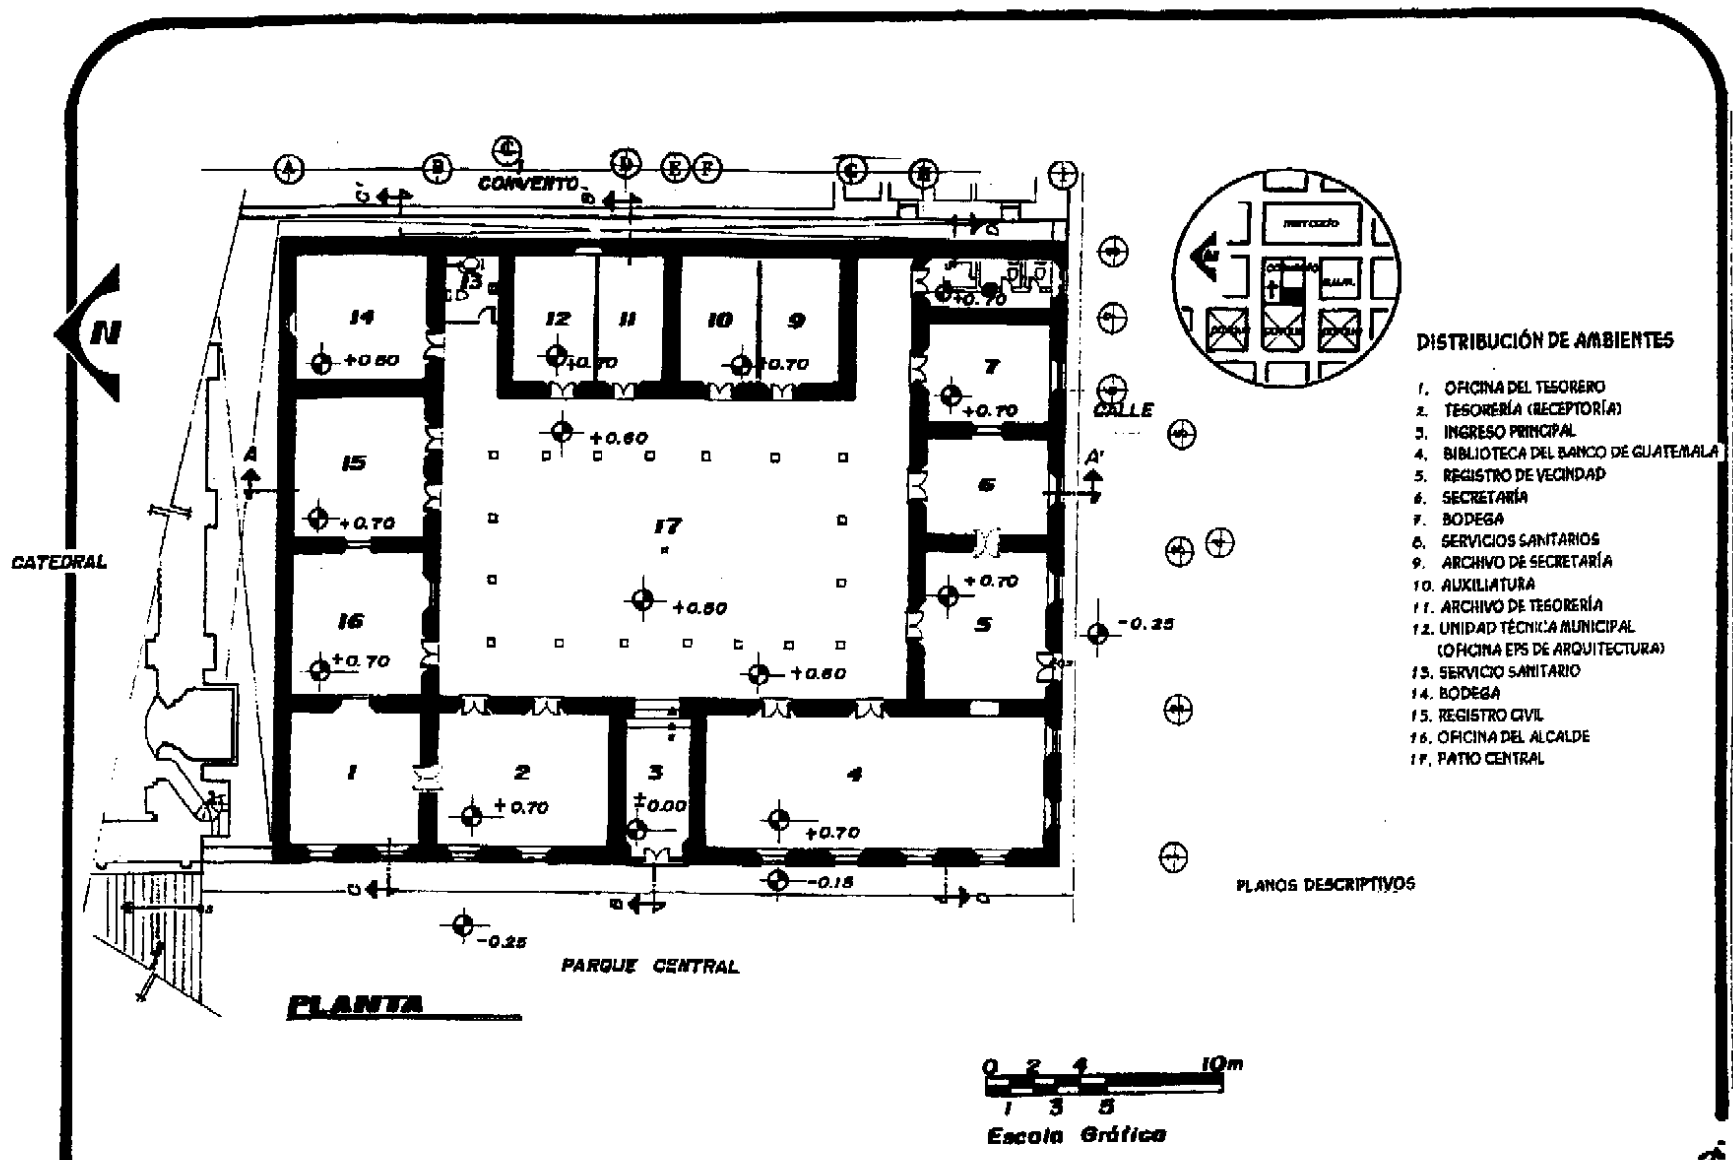 A B C D E F G H I
CONVENTO
C' B'
N
MERCADO
CONVENTO
PARQUE
13
14 12 11 10 9
+0.60 +0.70 +0.70 +0.70
7
+0.70
CALLE
+0.60
A A'
15 6
+0.70
17
CATEDRAL
+0.70
+0.50
16 5
-0.25
+0.70 +0.60
1 2 3 4
+0.70 ±0.00 +0.70
-0.15
C B
-0.25
PARQUE CENTRAL
PLANTA
DISTRIBUCIÓN DE AMBIENTES
1. OFICINA DEL TESORERO
2. TESORERÍA (RECEPTORÍA)
3. INGRESO PRINCIPAL
4. BIBLIOTECA DEL BANCO DE GUATEMALA
5. REGISTRO DE VECINDAD
6. SECRETARÍA
7. BODEGA
8. SERVICIOS SANITARIOS
9. ARCHIVO DE SECRETARÍA
10. AUXILIATURA
11. ARCHIVO DE TESORERÍA
12. UNIDAD TÉCNICA MUNICIPAL
(OFICINA EPS DE ARQUITECTURA)
13. SERVICIO SANITARIO
14. BODEGA
15. REGISTRO CIVIL
16. OFICINA DEL ALCALDE
17. PATIO CENTRAL
PLANOS DESCRIPTIVOS
0 2 4 10m
1 3 5
Escala Gráfica